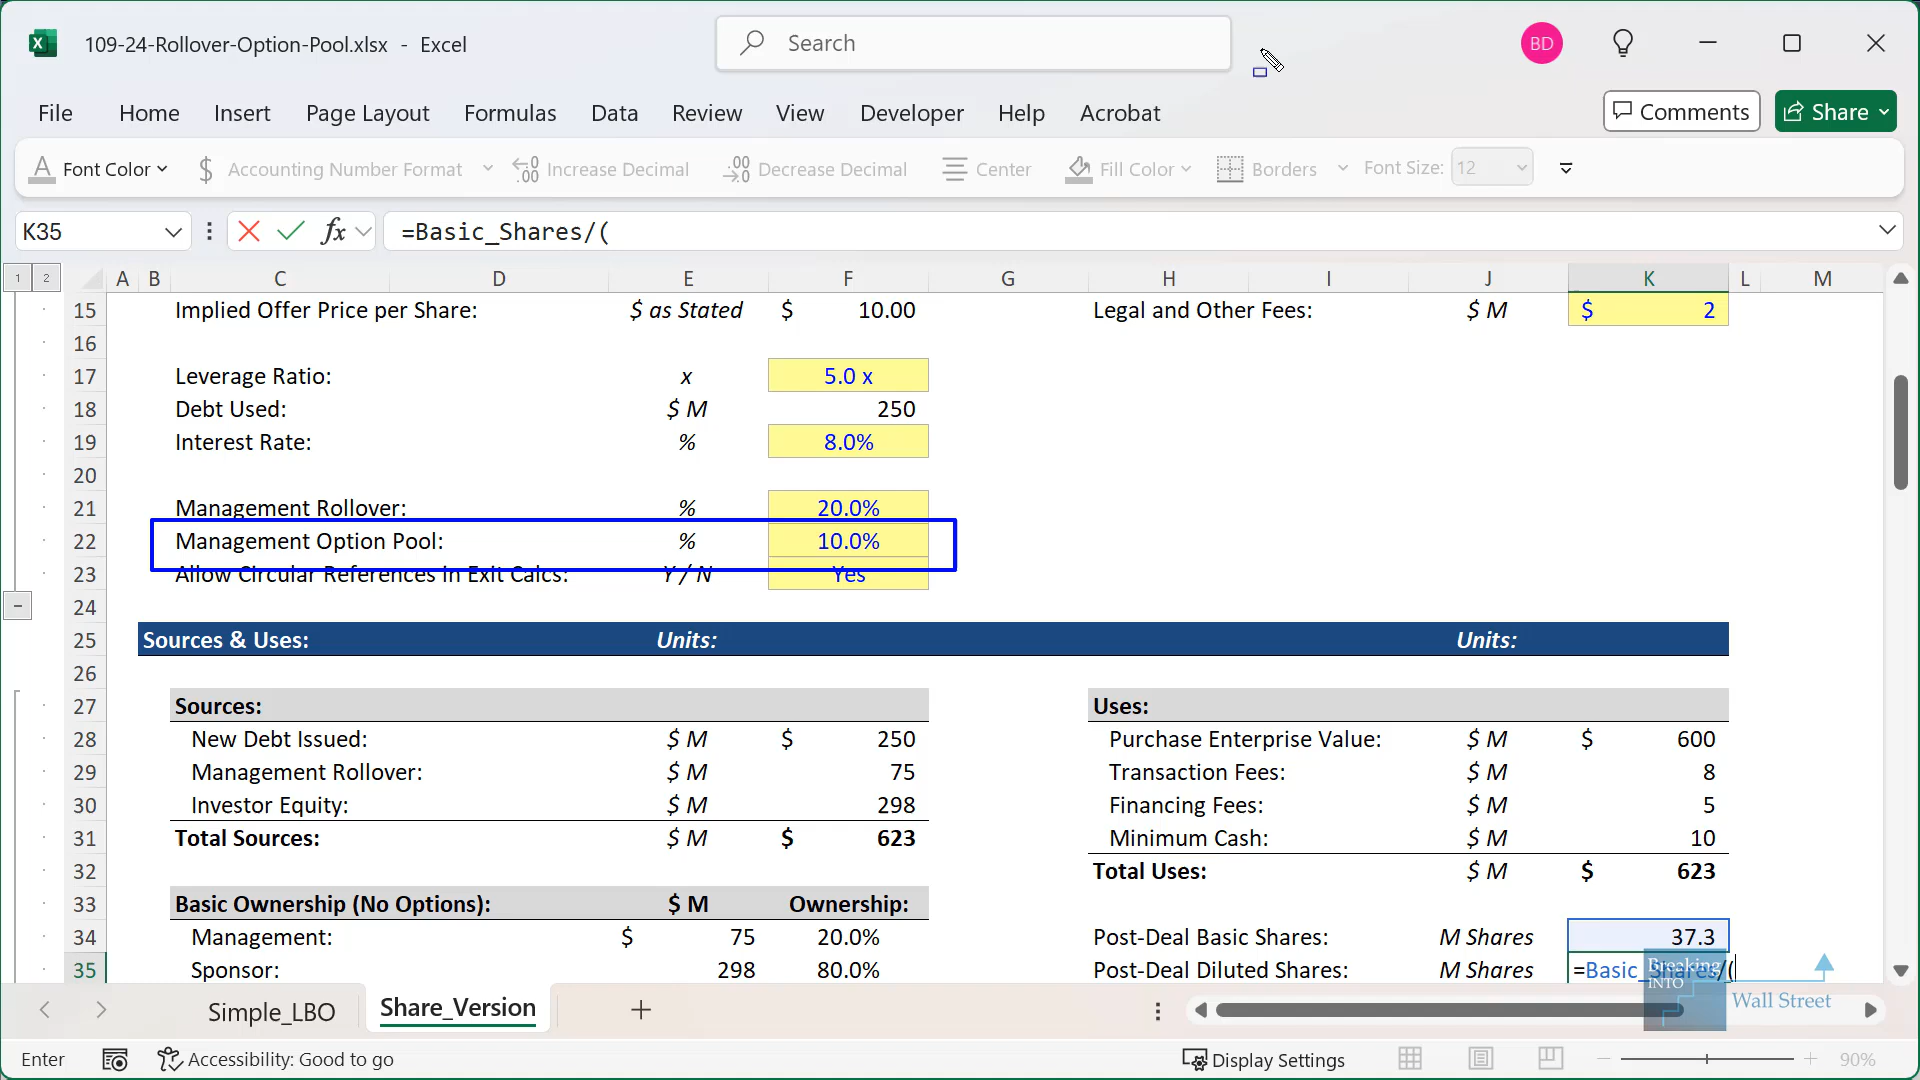 109-24-Rollover-Option-Pool.xlsx - Excel
Search
BD
File Home Insert Page Layout Formulas Data Review View Developer Help Acrobat
Comments Share
Font Color $ Accounting Number Format Increase Decimal Decrease Decimal Center Fill Color Borders Font Size: 12
K35 fx =Basic_Shares/(
1 2 A B C D E F G H I J K L M
15 Implied Offer Price per Share: $ as Stated $ 10.00 Legal and Other Fees: $ M $ 2
16
17 Leverage Ratio: x 5.0 x
18 Debt Used: $ M 250
19 Interest Rate: % 8.0%
20
21 Management Rollover: % 20.0%
22 Management Option Pool: % 10.0%
23 Allow Circular References in Exit Calcs: Y / N Yes
24
25 Sources & Uses: Units: Units:
26
27 Sources: Uses:
28 New Debt Issued: $ M $ 250 Purchase Enterprise Value: $ M $ 600
29 Management Rollover: $ M 75 Transaction Fees: $ M 8
30 Investor Equity: $ M 298 Financing Fees: $ M 5
31 Total Sources: $ M $ 623 Minimum Cash: $ M 10
32 Total Uses: $ M $ 623
33 Basic Ownership (No Options): $ M Ownership:
34 Management: $ 75 20.0% Post-Deal Basic Shares: M Shares 37.3
35 Sponsor: 298 80.0% Post-Deal Diluted Shares: M Shares =Basic_Shares/(
Breaking
INTO
Wall Street
Simple_LBO Share_Version
Enter Accessibility: Good to go Display Settings 90%